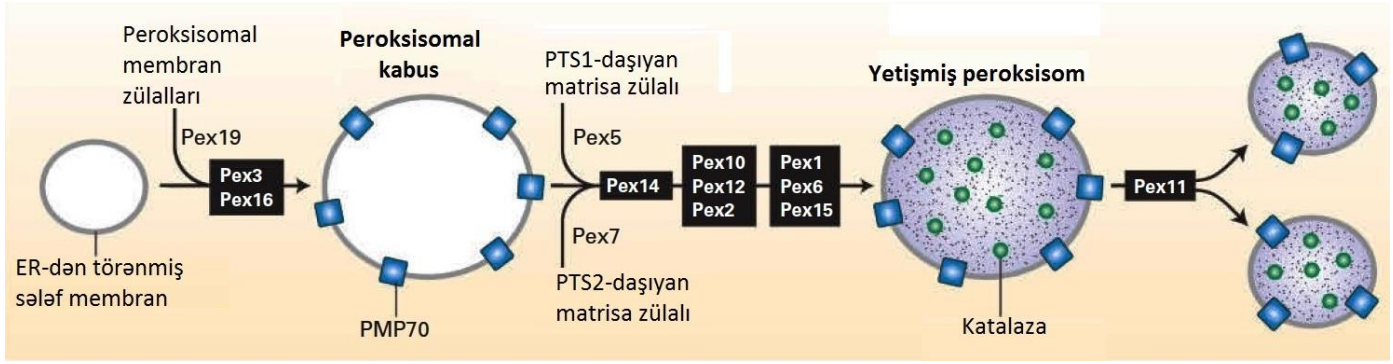 Peroksisomal
membran
zülalları
Pex19
Pex3
Pex16
ER-dən törənmiş
sələf membran
Peroksisomal
kabus
PMP70
PTS1-daşıyan
matrisa zülalı
Pex5
Pex14
Pex7
PTS2-daşıyan
matrisa zülalı
Pex10
Pex12
Pex2
Pex1
Pex6
Pex15
Yetişmiş peroksisom
Katalaza
Pex11